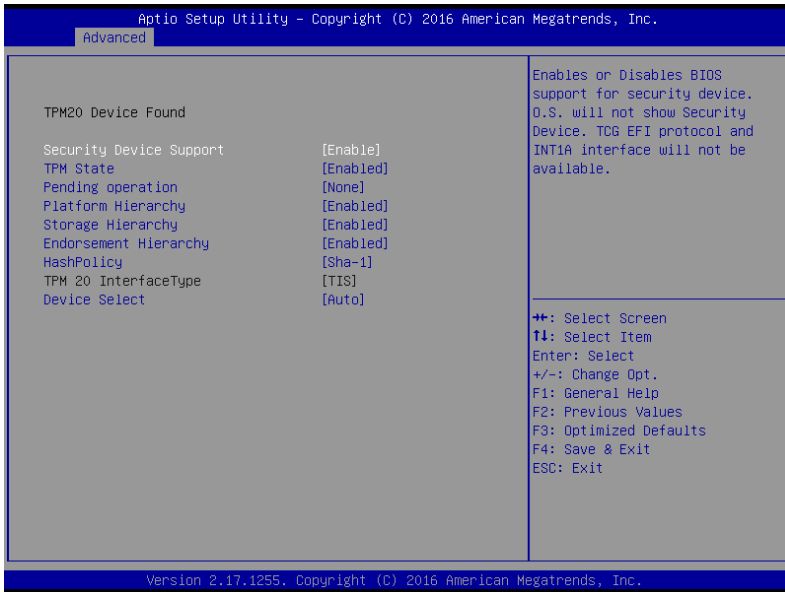 Aptio Setup Utility – Copyright (C) 2016 American Megatrends, Inc.
Advanced
TPM20 Device Found
Security Device Support [Enable]
TPM State [Enabled]
Pending operation [None]
Platform Hierarchy [Enabled]
Storage Hierarchy [Enabled]
Endorsement Hierarchy [Enabled]
HashPolicy [Sha-1]
TPM 20 InterfaceType [TIS]
Device Select [Auto]
Enables or Disables BIOS
support for security device.
O.S. will not show Security
Device. TCG EFI protocol and
INT1A interface will not be
available.
→←: Select Screen
↑↓: Select Item
Enter: Select
+/-: Change Opt.
F1: General Help
F2: Previous Values
F3: Optimized Defaults
F4: Save & Exit
ESC: Exit
Version 2.17.1255. Copyright (C) 2016 American Megatrends, Inc.